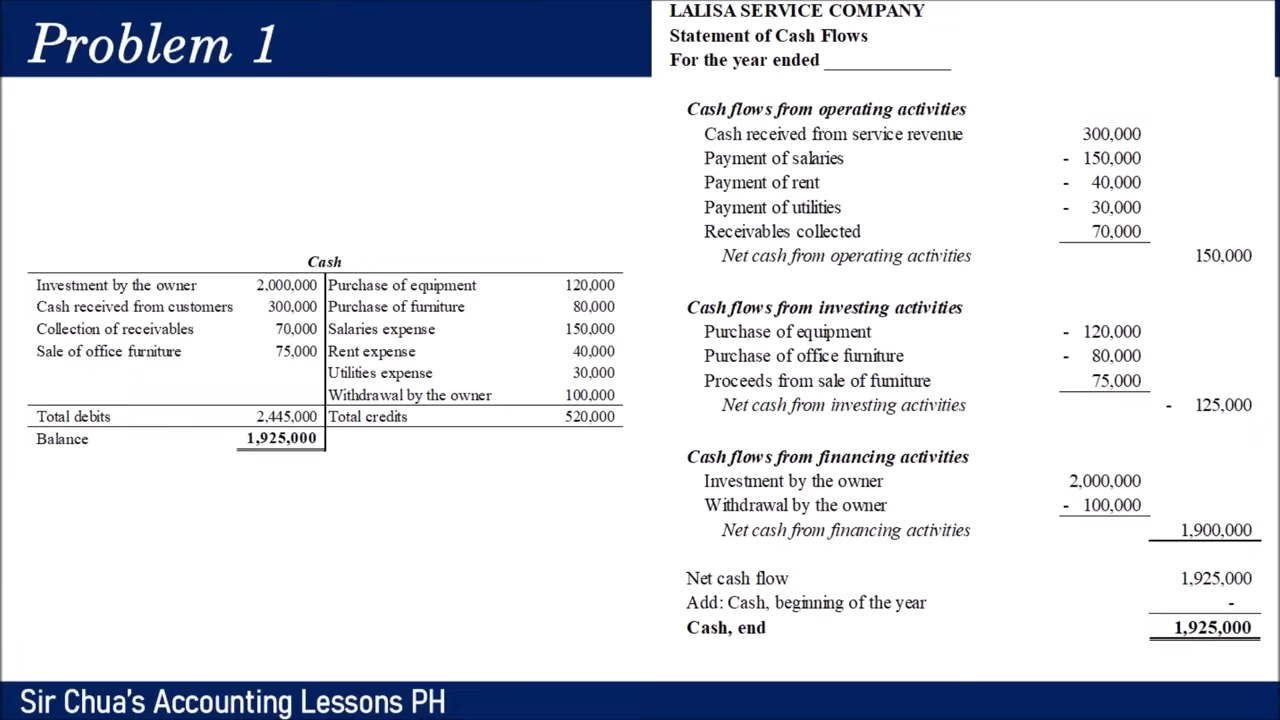 Problem 1
Cash
Investment by the owner 2,000,000 Purchase of equipment 120,000
Cash received from customers 300,000 Purchase of furniture 80,000
Collection of receivables 70,000 Salaries expense 150,000
Sale of office furniture 75,000 Rent expense 40,000
Utilities expense 30,000
Withdrawal by the owner 100,000
Total debits 2,445,000 Total credits 520,000
Balance 1,925,000
LALISA SERVICE COMPANY
Statement of Cash Flows
For the year ended ______________
Cash flows from operating activities
Cash received from service revenue 300,000
Payment of salaries - 150,000
Payment of rent - 40,000
Payment of utilities - 30,000
Receivables collected 70,000
Net cash from operating activities 150,000
Cash flows from investing activities
Purchase of equipment - 120,000
Purchase of office furniture - 80,000
Proceeds from sale of furniture 75,000
Net cash from investing activities - 125,000
Cash flows from financing activities
Investment by the owner 2,000,000
Withdrawal by the owner - 100,000
Net cash from financing activities 1,900,000
Net cash flow 1,925,000
Add: Cash, beginning of the year -
Cash, end 1,925,000
Sir Chua's Accounting Lessons PH